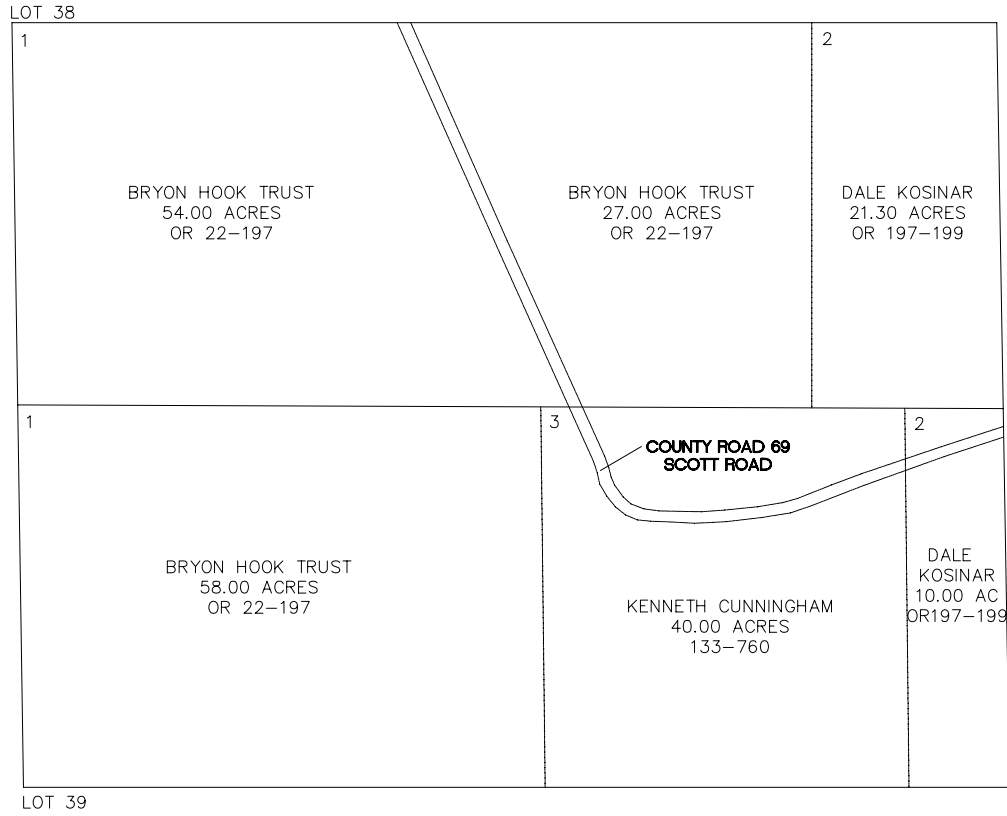 LOT 38
1
2
BRYON HOOK TRUST
54.00 ACRES
OR 22-197
BRYON HOOK TRUST
27.00 ACRES
OR 22-197
DALE KOSINAR
21.30 ACRES
OR 197-199
1
3
2
COUNTY ROAD 69
SCOTT ROAD
BRYON HOOK TRUST
58.00 ACRES
OR 22-197
KENNETH CUNNINGHAM
40.00 ACRES
133-760
DALE
KOSINAR
10.00 AC
OR197-199
LOT 39